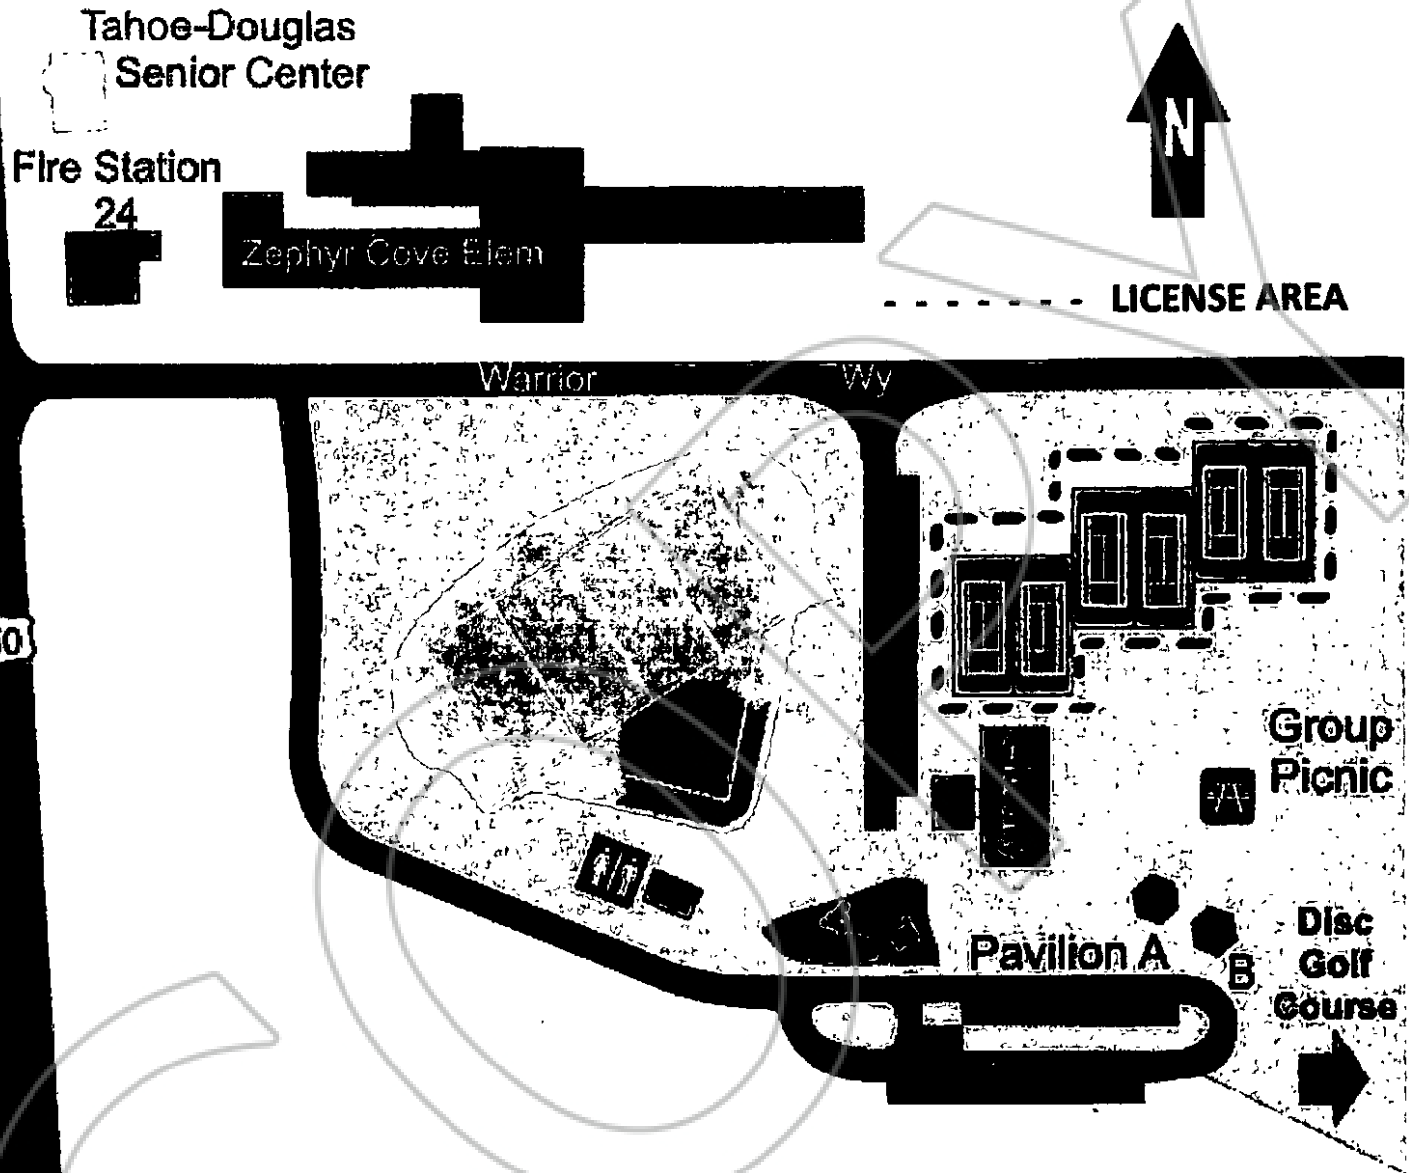 Tahoe-Douglas
Senior Center
Fire Station
24
N
Zephyr Cove Elem
LICENSE AREA
Warrior Wy
Group
Picnic
Disc
Golf
Course
Pavilion A
B